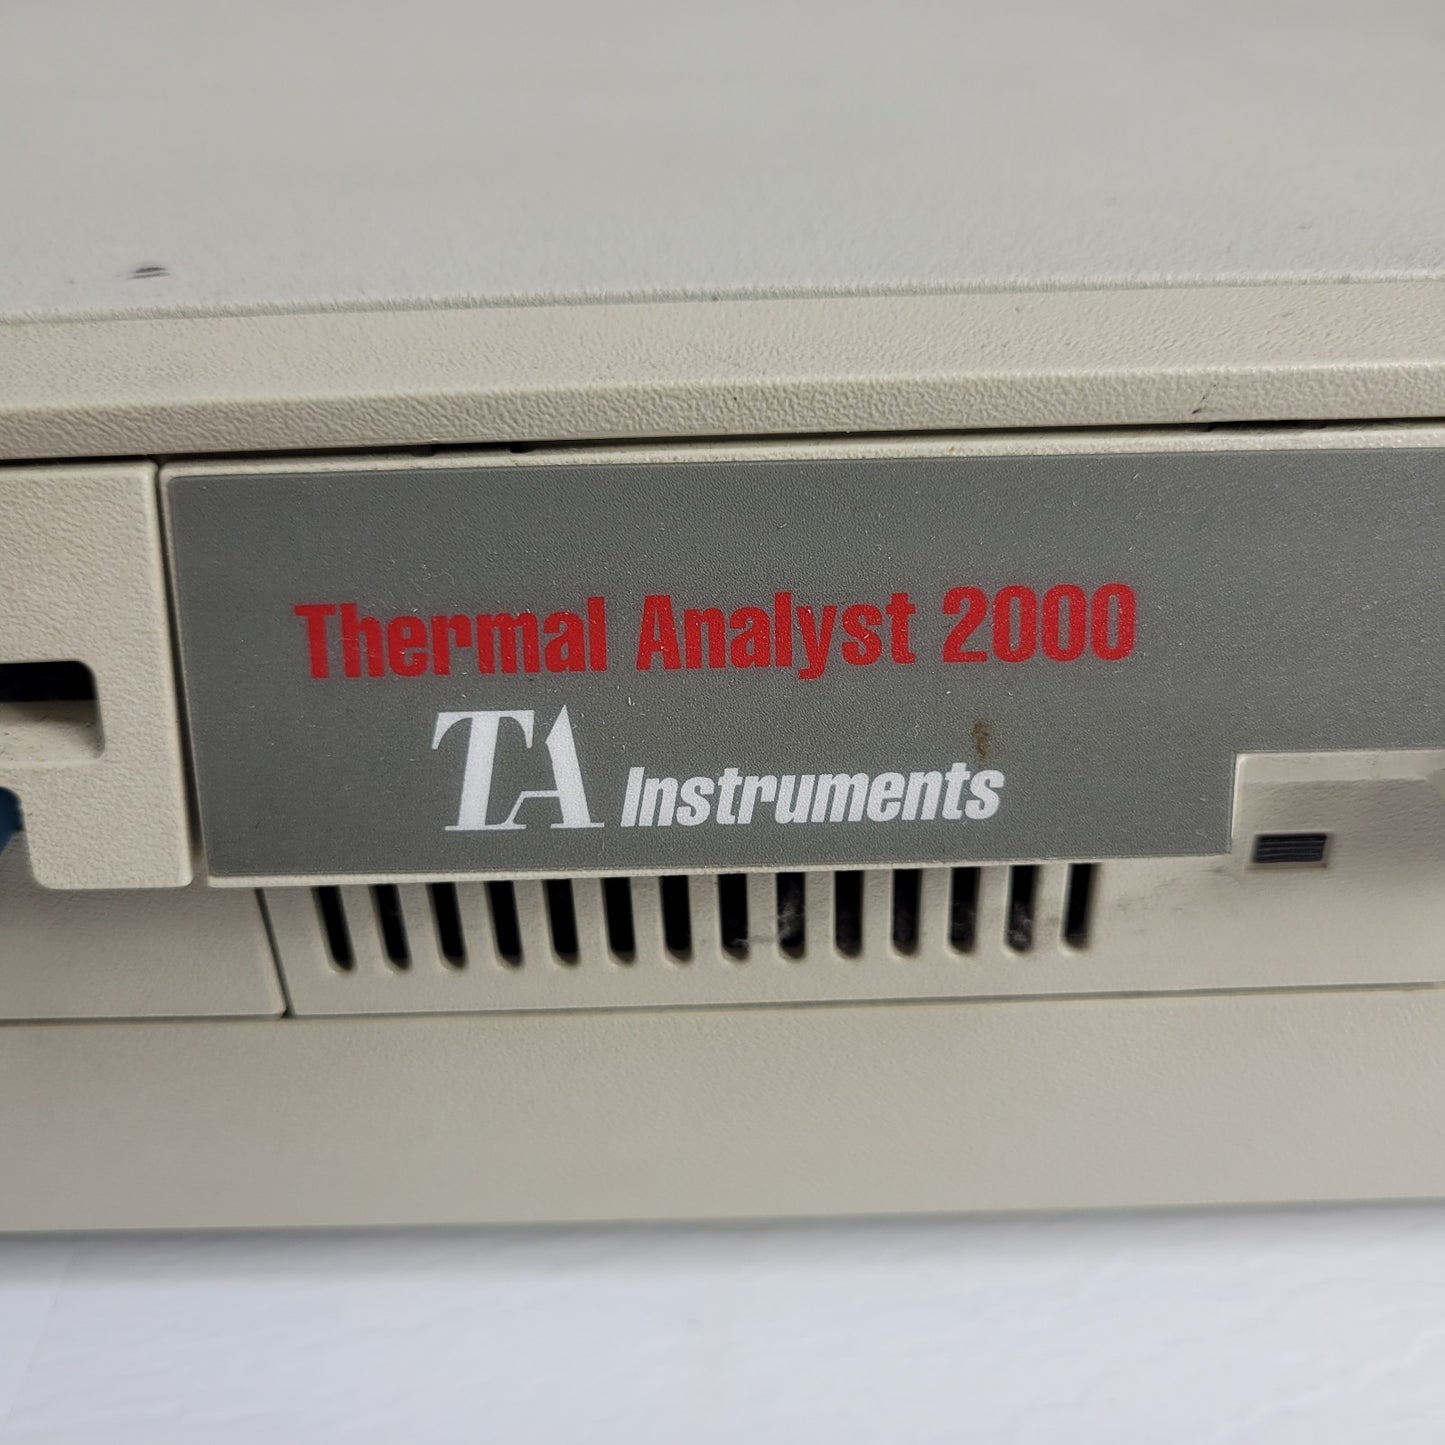 Thermal Analyst 2000
TA Instruments